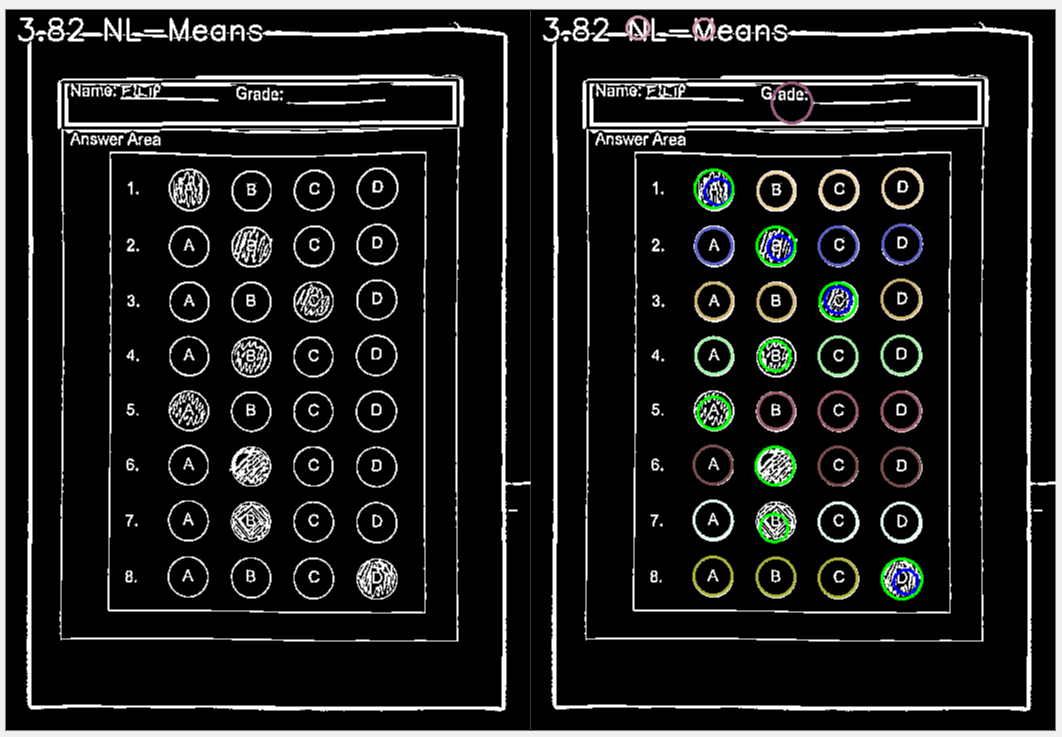 3.82 NL-Means
Name: FILIP Grade:
Answer Area
1. A B C D
2. A B C D
3. A B C D
4. A B C D
5. A B C D
6. A C D
7. A B C D
8. A B C D
3.82 NL-Means
Name: FILIP Grade:
Answer Area
1. A B C D
2. A B C D
3. A B C D
4. A B C D
5. A B C D
6. A C D
7. A B C D
8. A B C D